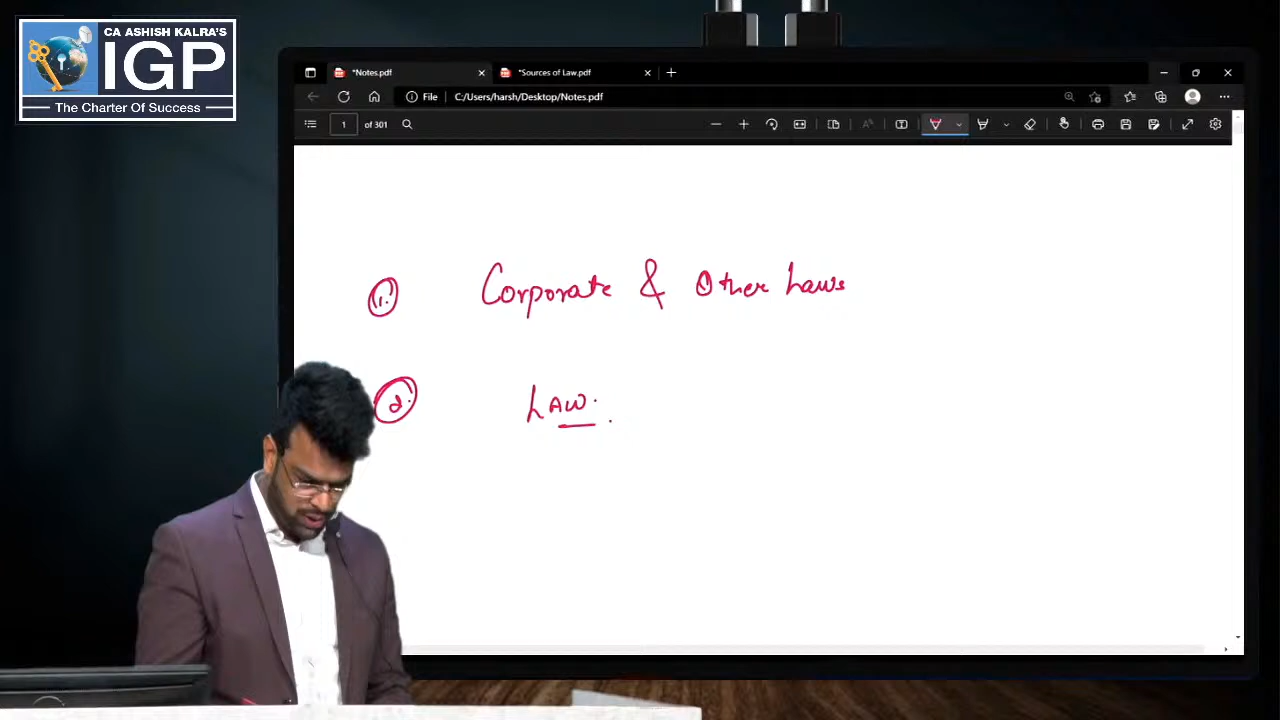 CA ASHISH KALRA'S
IGP
The Charter Of Success
*Notes.pdf
*Sources of Law.pdf
File
C:/Users/harsh/Desktop/Notes.pdf
1
of 301
1. Corporate & Other Laws
2. LAW.